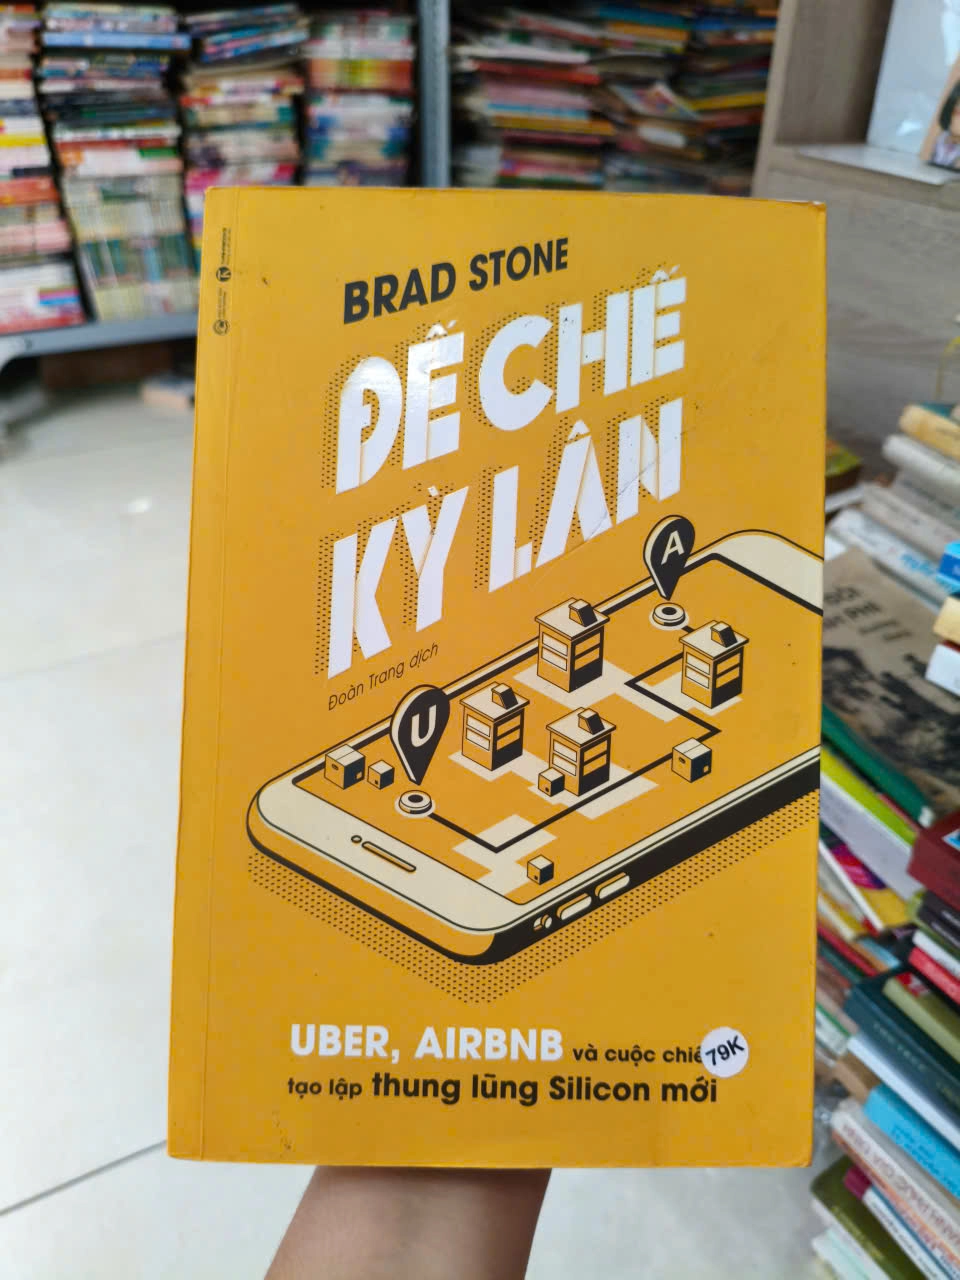 BRAD STONE
ĐẾ CHẾ
KỲ LÂN
Đoàn Trang dịch
A
U
UBER, AIRBNB và cuộc chiế
79K
tạo lập thung lũng Silicon mới